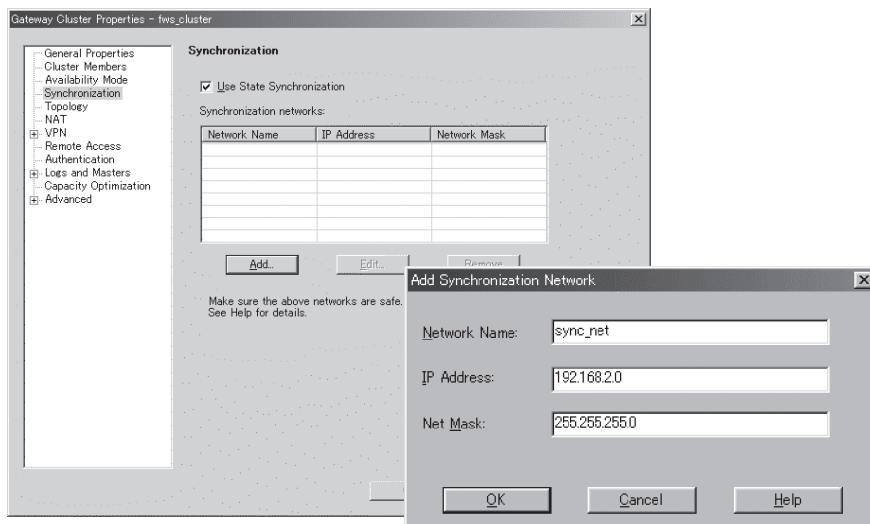 Gateway Cluster Properties - fws_cluster
General Properties
Cluster Members
Availability Mode
Synchronization
Topology
NAT
VPN
Remote Access
Authentication
Logs and Masters
Capacity Optimization
Advanced
Synchronization
Use State Synchronization
Synchronization networks:
Network Name IP Address Network Mask
Add... Edit... Remove
Make sure the above networks are safe.
See Help for details.
Add Synchronization Network
Network Name: sync_net
IP Address: 192.168.2.0
Net Mask: 255.255.255.0
OK Cancel Help